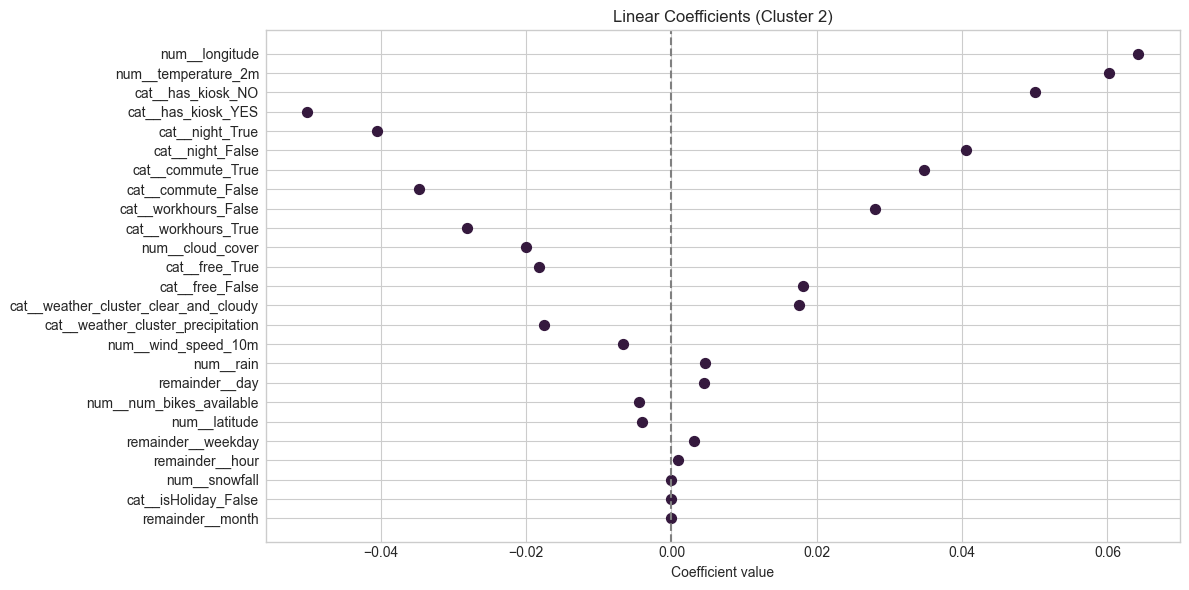 Linear Coefficients (Cluster 2)
num__longitude
num__temperature_2m
cat__has_kiosk_NO
cat__has_kiosk_YES
cat__night_True
cat__night_False
cat__commute_True
cat__commute_False
cat__workhours_False
cat__workhours_True
num__cloud_cover
cat__free_True
cat__free_False
cat__weather_cluster_clear_and_cloudy
cat__weather_cluster_precipitation
num__wind_speed_10m
num__rain
remainder__day
num__num_bikes_available
num__latitude
remainder__weekday
remainder__hour
num__snowfall
cat__isHoliday_False
remainder__month
−0.04 −0.02 0.00 0.02 0.04 0.06
Coefficient value